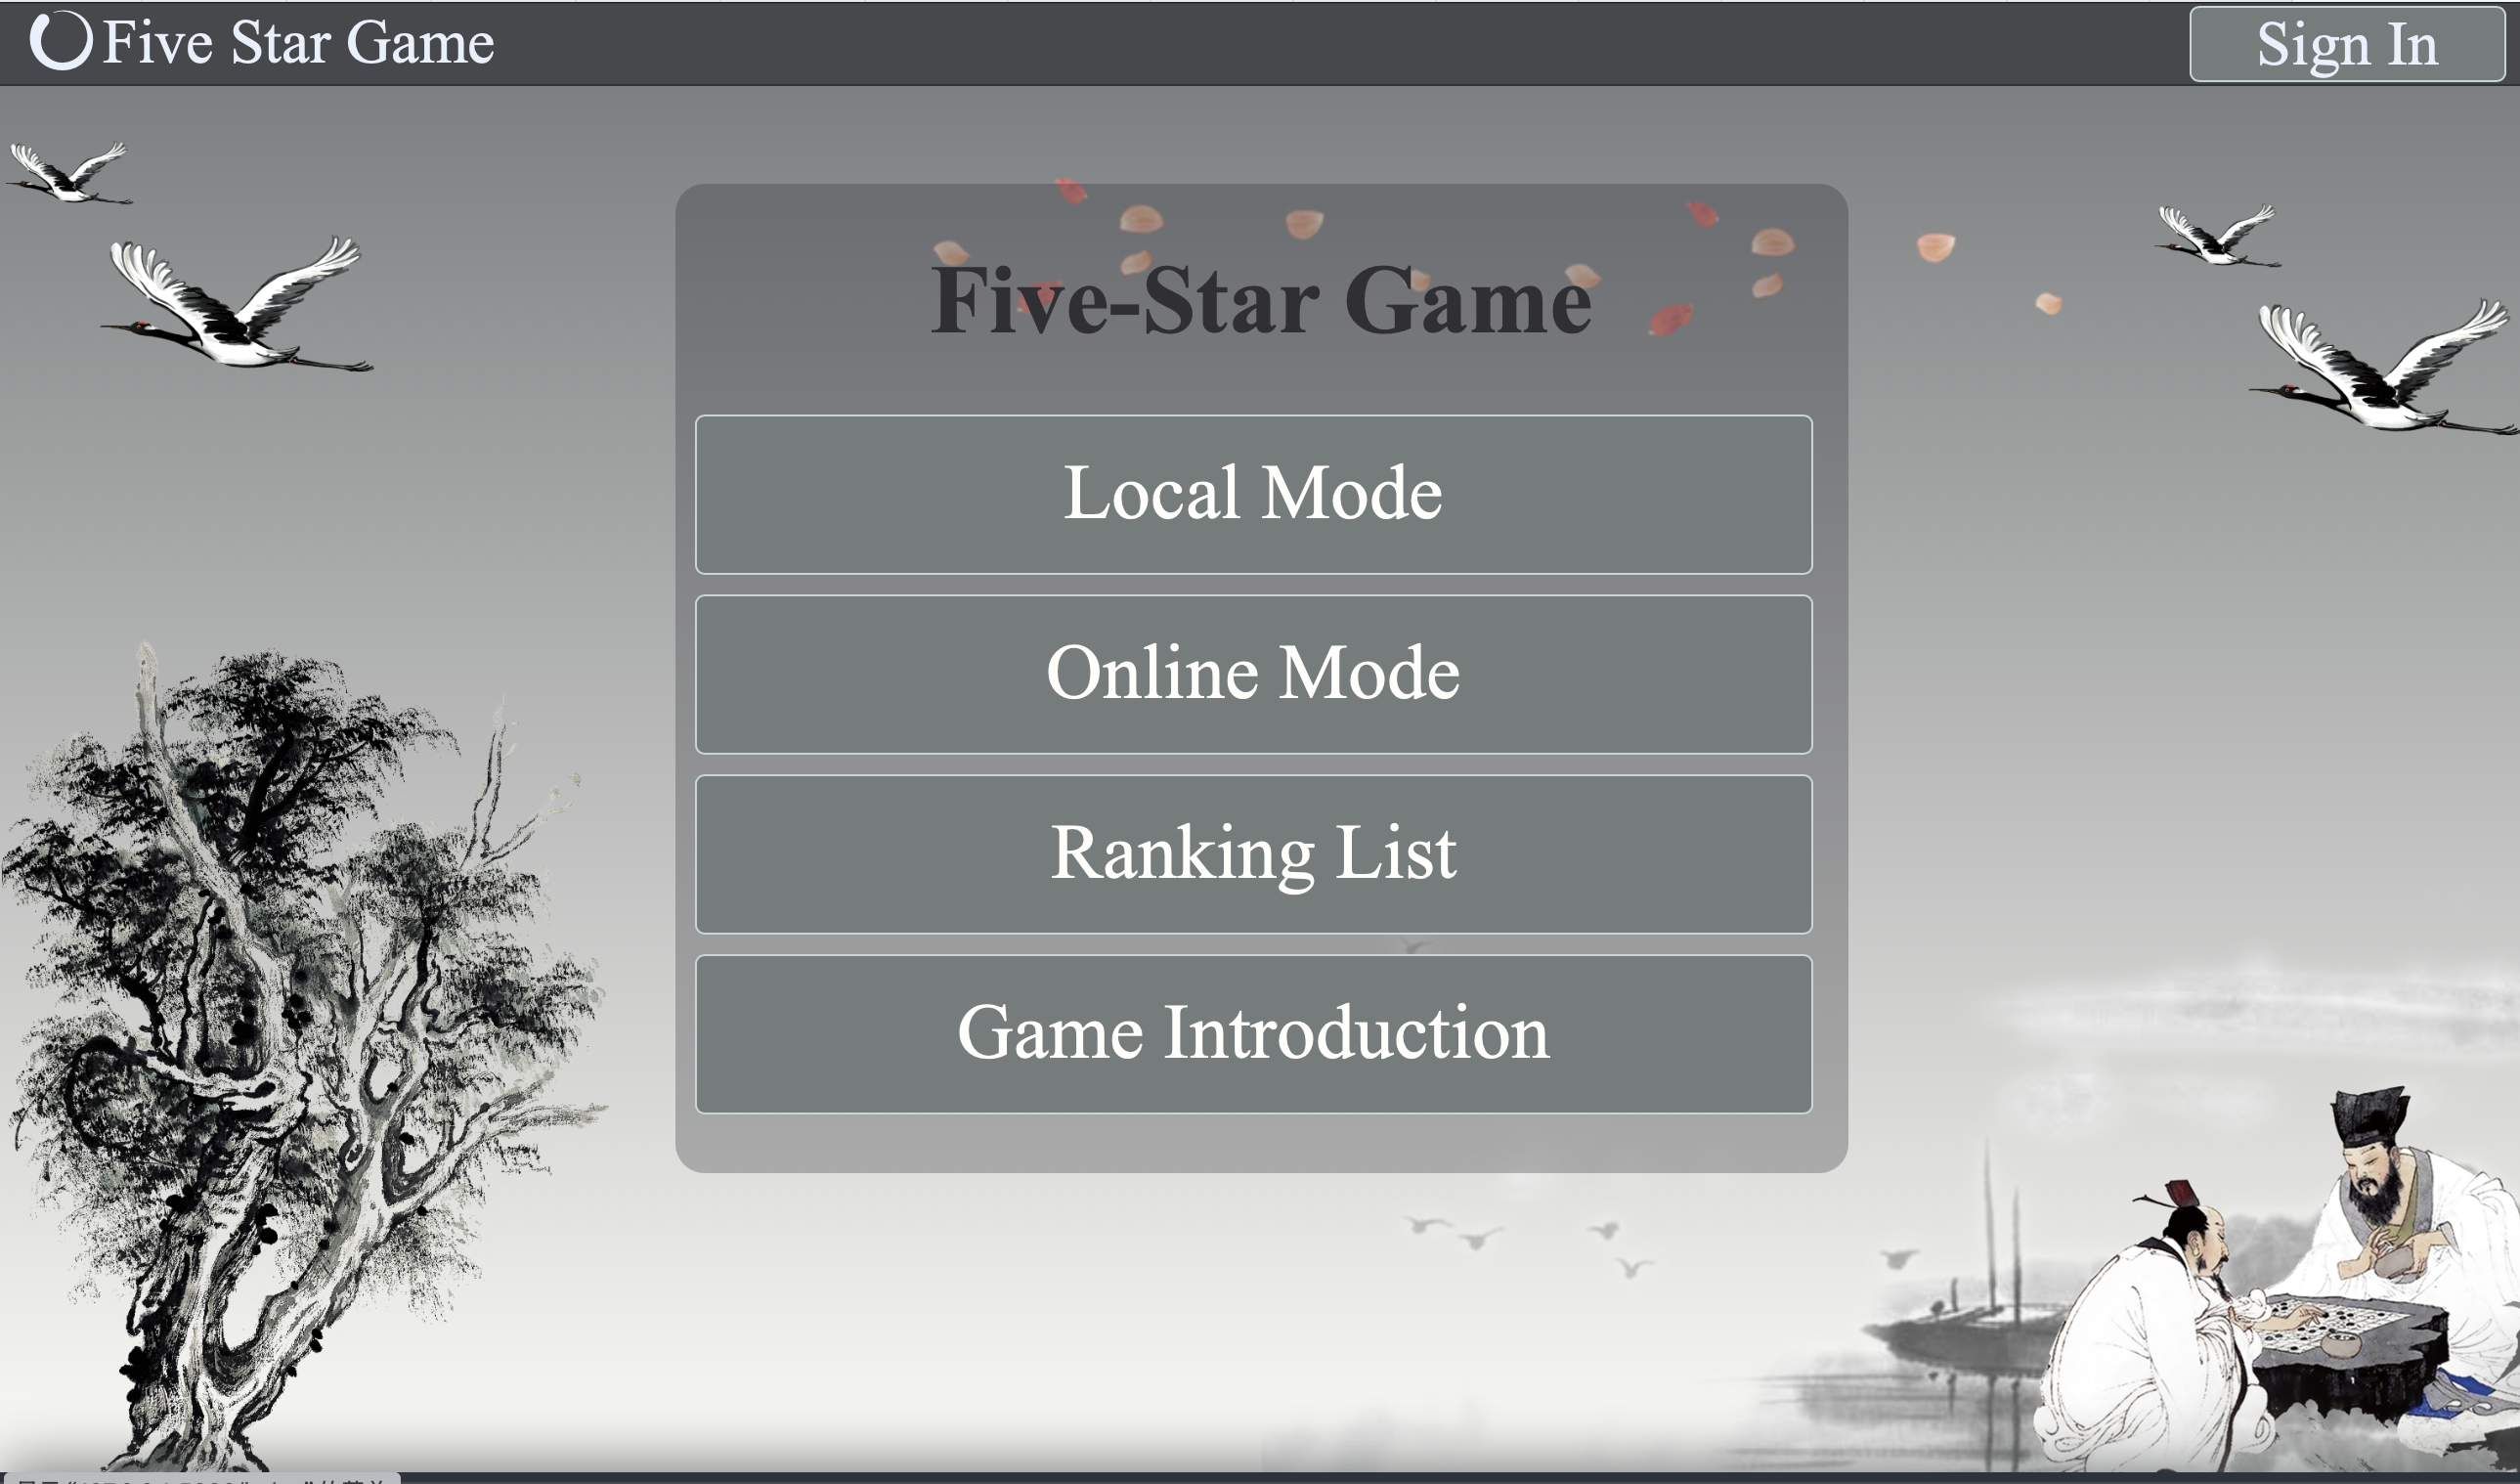 Five Star Game
Sign In
Five-Star Game
Local Mode
Online Mode
Ranking List
Game Introduction